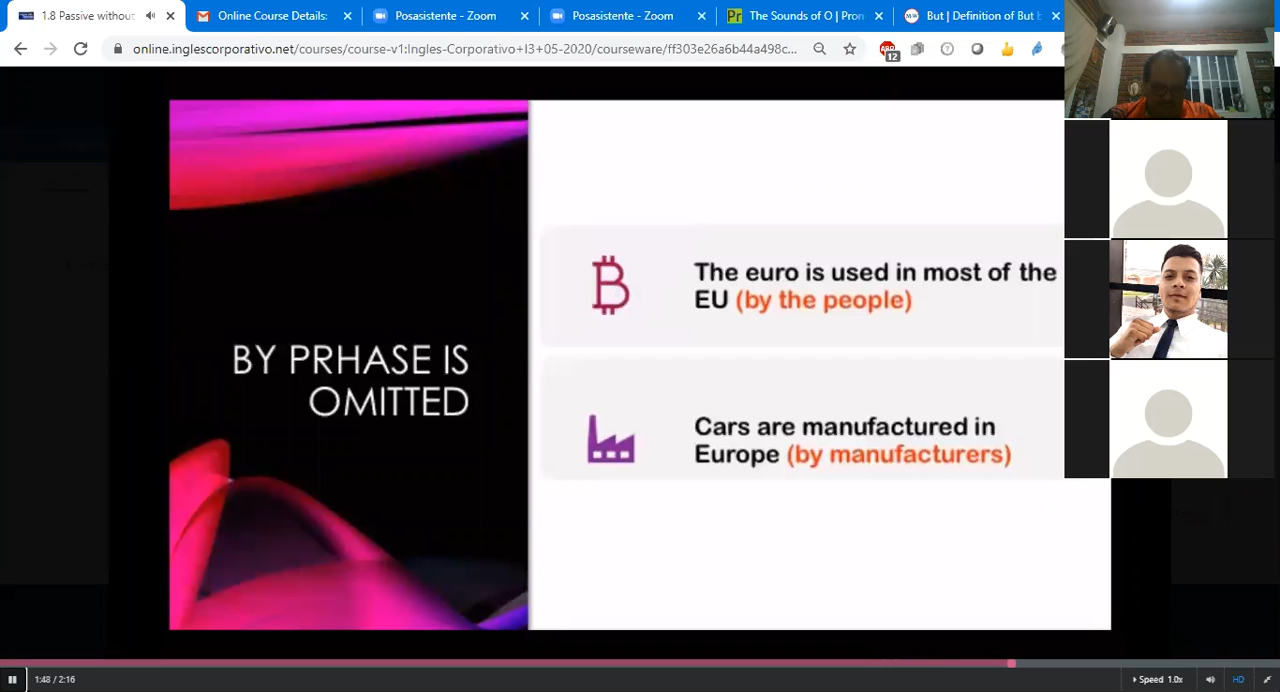 1.8 Passive without
Online Course Details:
Posasistente - Zoom
Posasistente - Zoom
The Sounds of O | Pron
But | Definition of But b
online.inglescorporativo.net/courses/course-v1:Ingles-Corporativo+I3+05-2020/courseware/ff303e26a6b44a498c...
12
The euro is used in most of the
EU (by the people)
BY PRHASE IS
OMITTED
Cars are manufactured in
Europe (by manufacturers)
1:48 / 2:16
Speed 1.0x
HD